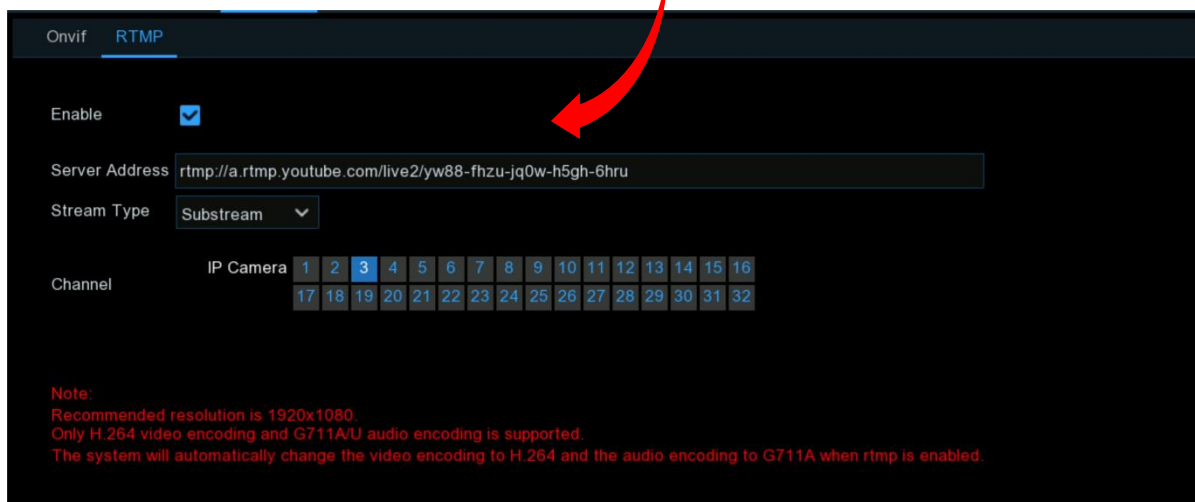 Onvif RTMP
Enable
Server Address rtmp://a.rtmp.youtube.com/live2/yw88-fhzu-jq0w-h5gh-6hru
Stream Type Substream
IP Camera 1 2 3 4 5 6 7 8 9 10 11 12 13 14 15 16
Channel
17 18 19 20 21 22 23 24 25 26 27 28 29 30 31 32
Note:
Recommended resolution is 1920x1080.
Only H.264 video encoding and G711A/U audio encoding is supported.
The system will automatically change the video encoding to H.264 and the audio encoding to G711A when rtmp is enabled.